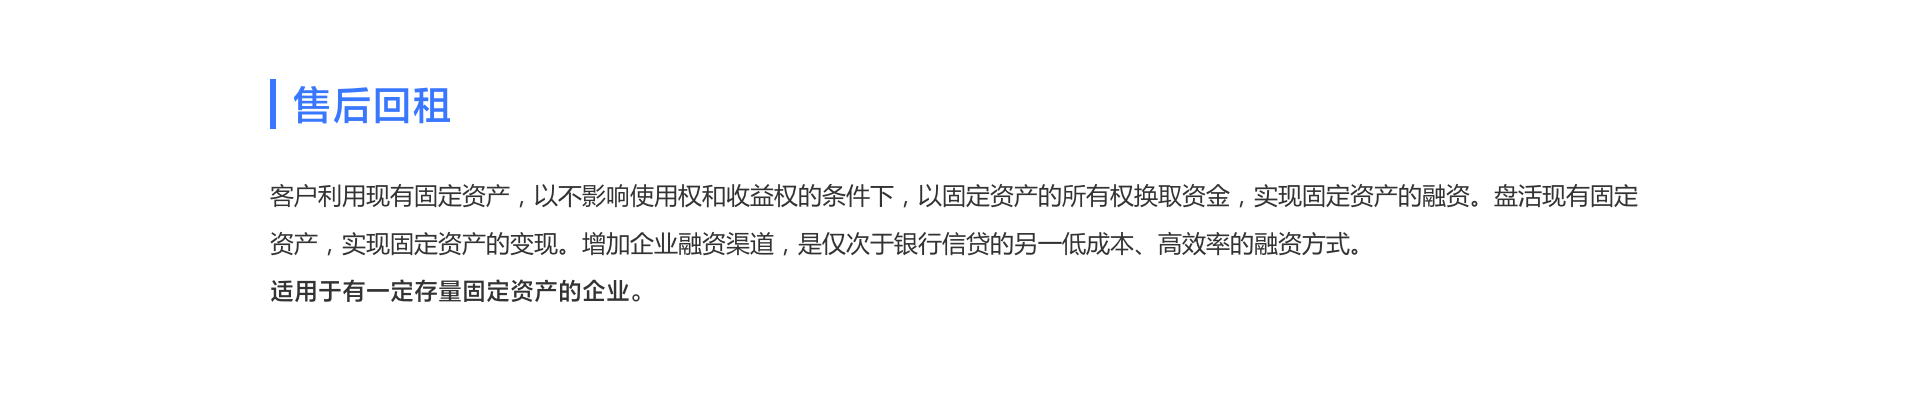 售后回租
客户利用现有固定资产，以不影响使用权和收益权的条件下，以固定资产的所有权换取资金，实现固定资产的融资。盘活现有固定
资产，实现固定资产的变现。增加企业融资渠道，是仅次于银行信贷的另一低成本、高效率的融资方式。
适用于有一定存量固定资产的企业。